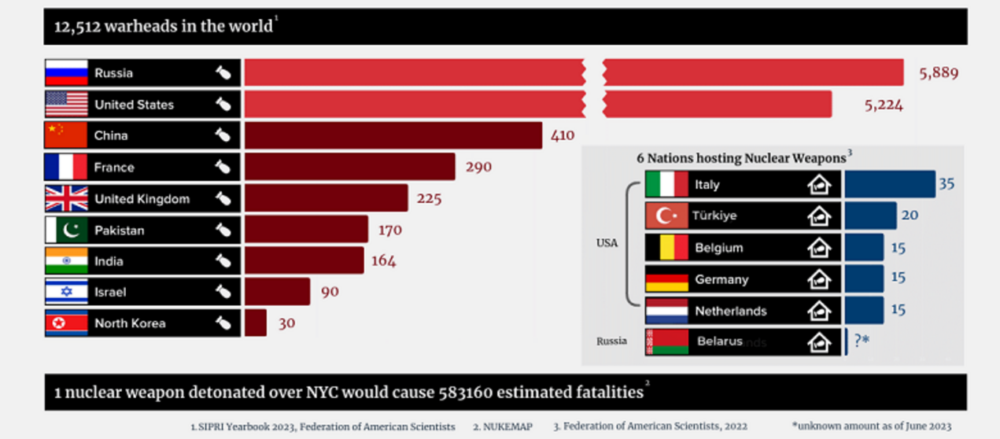 12,512 warheads in the world1
Russia 5,889
United States 5,224
China 410
France 290
United Kingdom 225
Pakistan 170
India 164
Israel 90
North Korea 30
6 Nations hosting Nuclear Weapons3
USA
Italy 35
Türkiye 20
Belgium 15
Germany 15
Netherlands 15
Russia
Belarus ?*
1 nuclear weapon detonated over NYC would cause 583160 estimated fatalities2
1. SIPRI Yearbook 2023, Federation of American Scientists 2. NUKEMAP 3. Federation of American Scientists, 2022 *unknown amount as of June 2023